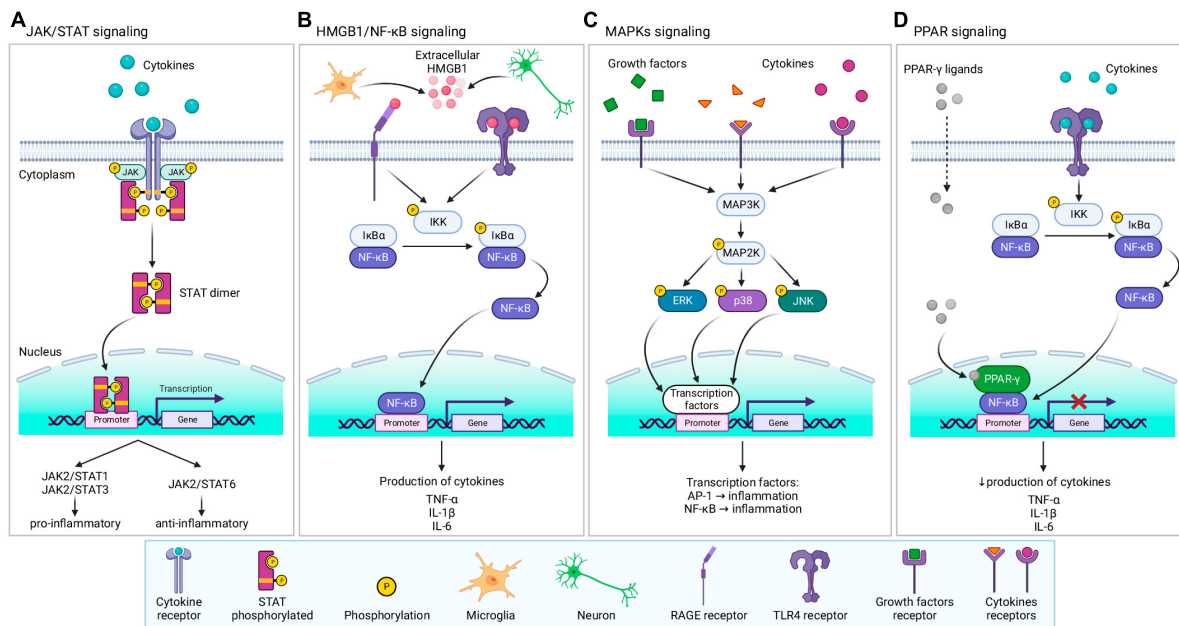 A
JAK/STAT signaling
Cytokines
P
JAK
JAK
P
Cytoplasm
P
P
P
P
STAT dimer
P
P
Nucleus
P
P
Transcription
Promoter
Gene
JAK2/STAT1
JAK2/STAT3
JAK2/STAT6
pro-inflammatory
anti-inflammatory
B
HMGB1/NF-κB signaling
Extracellular
HMGB1
P
IKK
IκBα
NF-κB
P
IκBα
NF-κB
NF-κB
NF-κB
Promoter
Gene
Production of cytokines
TNF-α
IL-1β
IL-6
C
MAPKs signaling
Growth factors
Cytokines
MAP3K
P
MAP2K
P
ERK
P
p38
P
JNK
Transcription
factors
Promoter
Gene
Transcription factors:
AP-1 → inflammation
NF-κB → inflammation
D
PPAR signaling
PPAR-γ ligands
Cytokines
P
IKK
IκBα
NF-κB
P
IκBα
NF-κB
NF-κB
PPAR-γ
NF-κB
Promoter
Gene
↓production of cytokines
TNF-α
IL-1β
IL-6
Cytokine
receptor
P
P
STAT
phosphorylated
P
Phosphorylation
Microglia
Neuron
RAGE receptor
TLR4 receptor
Growth factors
receptor
Cytokines
receptors